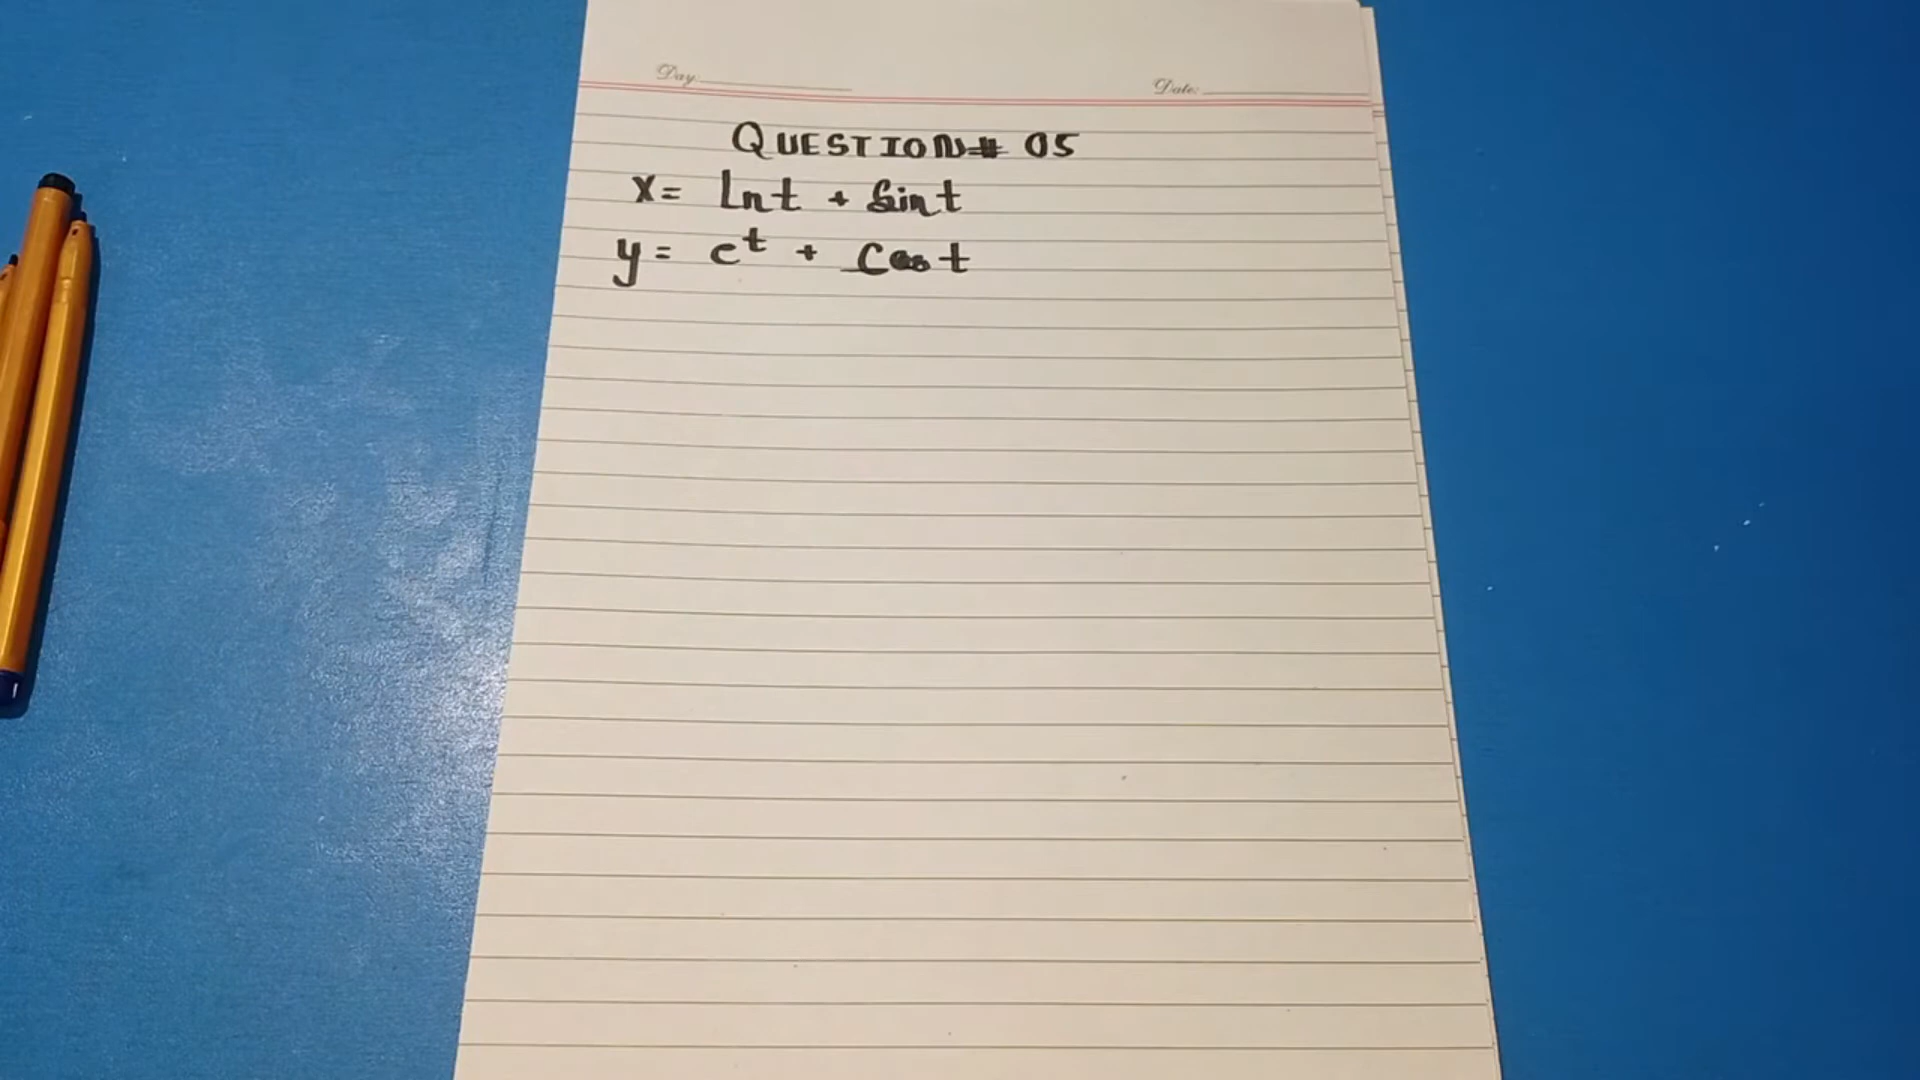 Day: Date:
QUESTION# 05
x= Lnt + Sint
y= e^t + Cost